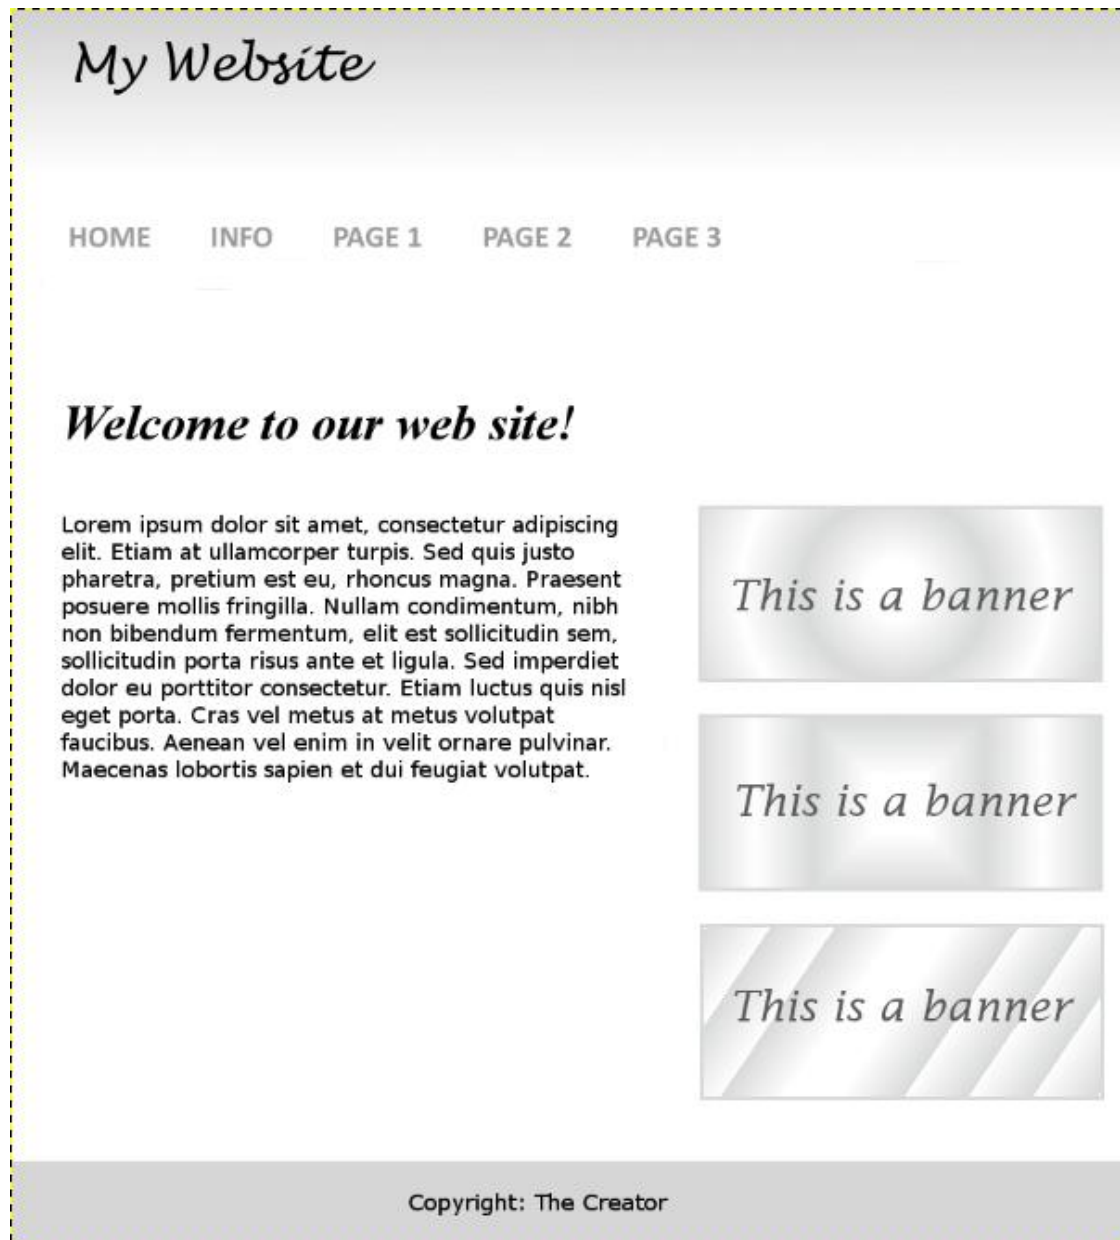 My Website
HOME INFO PAGE 1 PAGE 2 PAGE 3
Welcome to our web site!
Lorem ipsum dolor sit amet, consectetur adipiscing
elit. Etiam at ullamcorper turpis. Sed quis justo
pharetra, pretium est eu, rhoncus magna. Praesent
posuere mollis fringilla. Nullam condimentum, nibh
non bibendum fermentum, elit est sollicitudin sem,
sollicitudin porta risus ante et ligula. Sed imperdiet
dolor eu porttitor consectetur. Etiam luctus quis nisl
eget porta. Cras vel metus at metus volutpat
faucibus. Aenean vel enim in velit ornare pulvinar.
Maecenas lobortis sapien et dui feugiat volutpat.
This is a banner
This is a banner
This is a banner
Copyright: The Creator